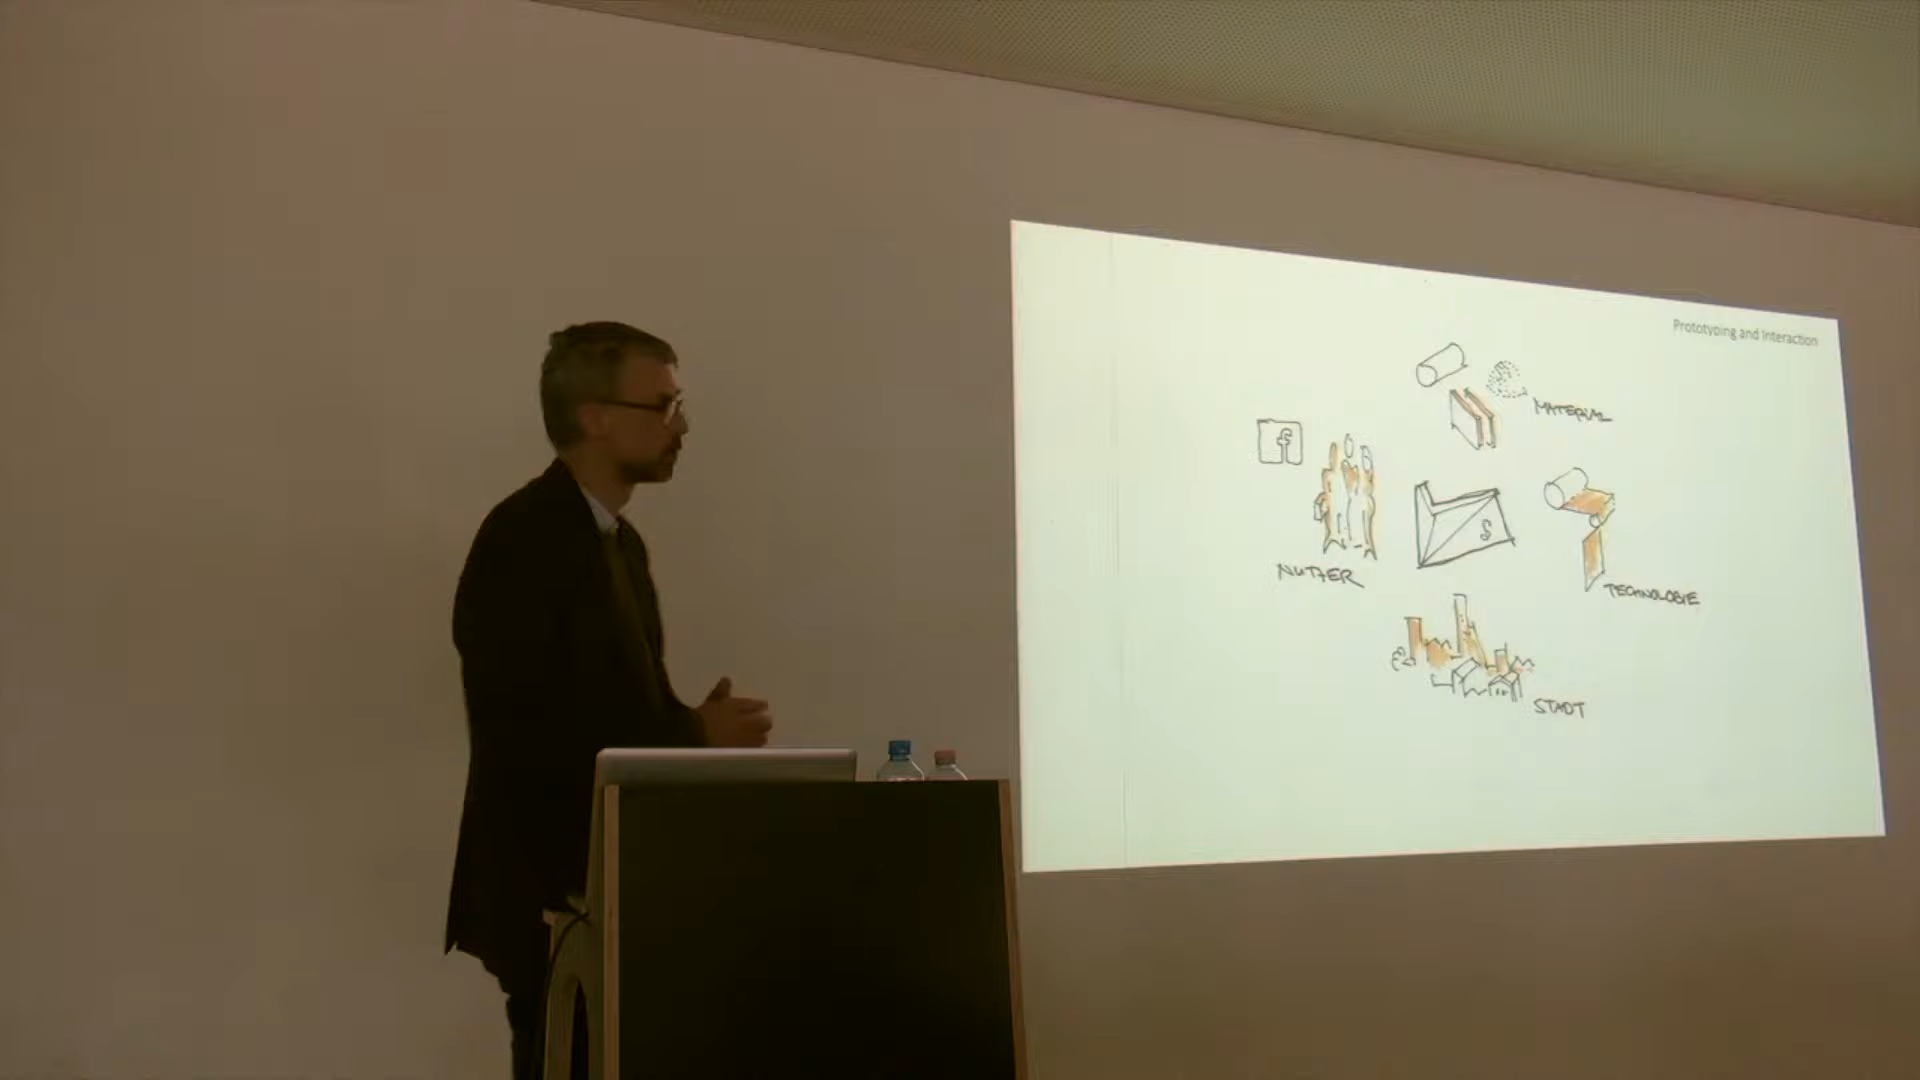 Prototyping and Interaction
MATERIAL
f
NUTZER
S
TECHNOLOGIE
STADT